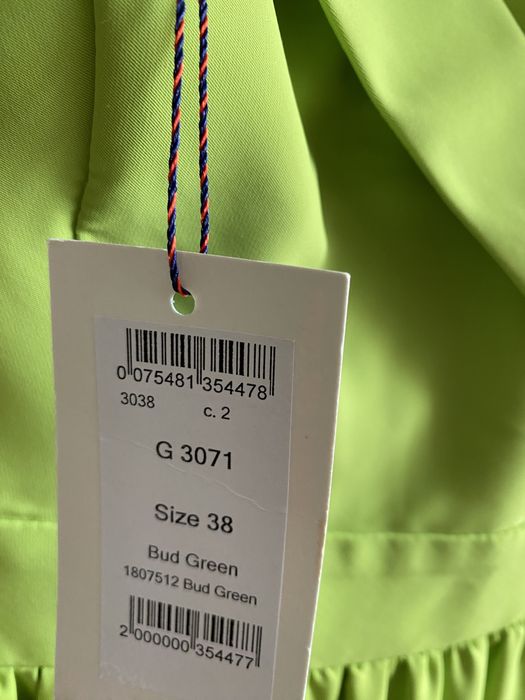 0 075481 354478
3038 c. 2
G 3071
Size 38
Bud Green
1807512 Bud Green
2 000000 354477